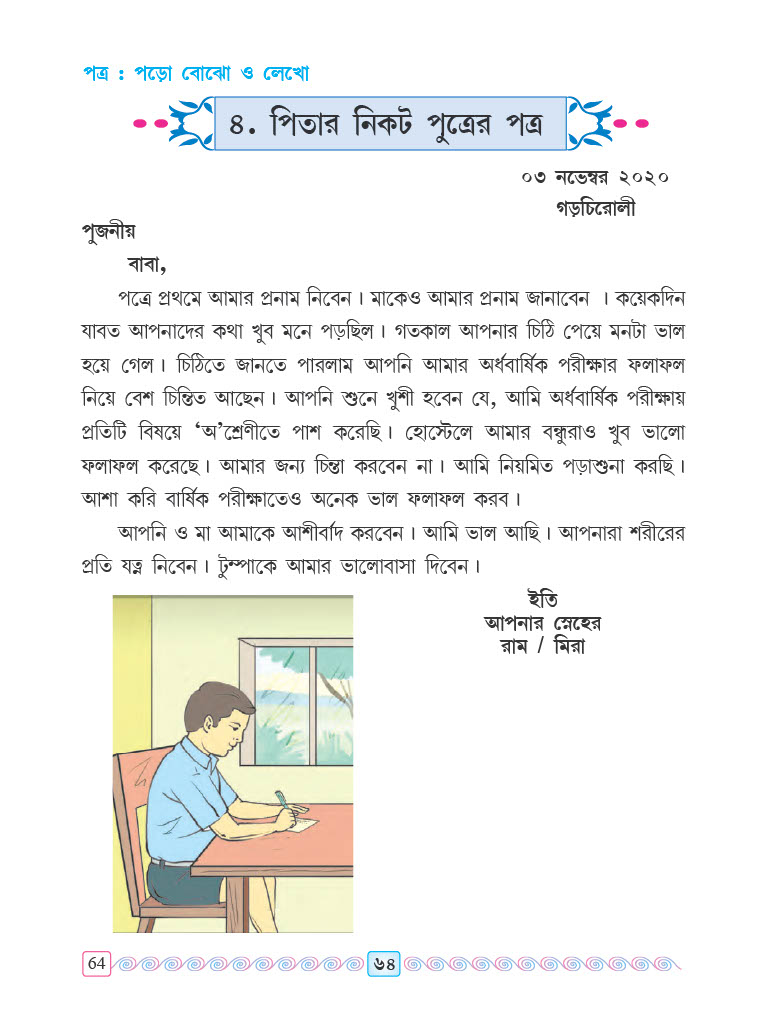 পত্র : পড়ো বোঝো ও লেখো
৪. পিতার নিকট পুত্রের পত্র
০৩ নভেম্বর ২০২০
গড়চিরোলী
পুজনীয়
বাবা,
পত্রে প্রথমে আমার প্রনাম নিবেন। মাকেও আমার প্রনাম জানাবেন । কয়েকদিন
যাবত আপনাদের কথা খুব মনে পড়ছিল। গতকাল আপনার চিঠি পেয়ে মনটা ভাল
হয়ে গেল। চিঠিতে জানতে পারলাম আপনি আমার অর্ধবার্ষিক পরীক্ষার ফলাফল
নিয়ে বেশ চিন্তিত আছেন। আপনি শুনে খুশী হবেন যে, আমি অর্ধবার্ষিক পরীক্ষায়
প্রতিটি বিষয়ে ‘অ’শ্রেণীতে পাশ করেছি। হোস্টেলে আমার বন্ধুরাও খুব ভালো
ফলাফল করেছে। আমার জন্য চিন্তা করবেন না। আমি নিয়মিত পড়াশুনা করছি।
আশা করি বার্ষিক পরীক্ষাতেও অনেক ভাল ফলাফল করব।
আপনি ও মা আমাকে আশীর্বাদ করবেন। আমি ভাল আছি। আপনারা শরীরের
প্রতি যত্ন নিবেন। টুম্পাকে আমার ভালোবাসা দিবেন।
ইতি
আপনার স্নেহের
রাম / মিরা
64
৬৪